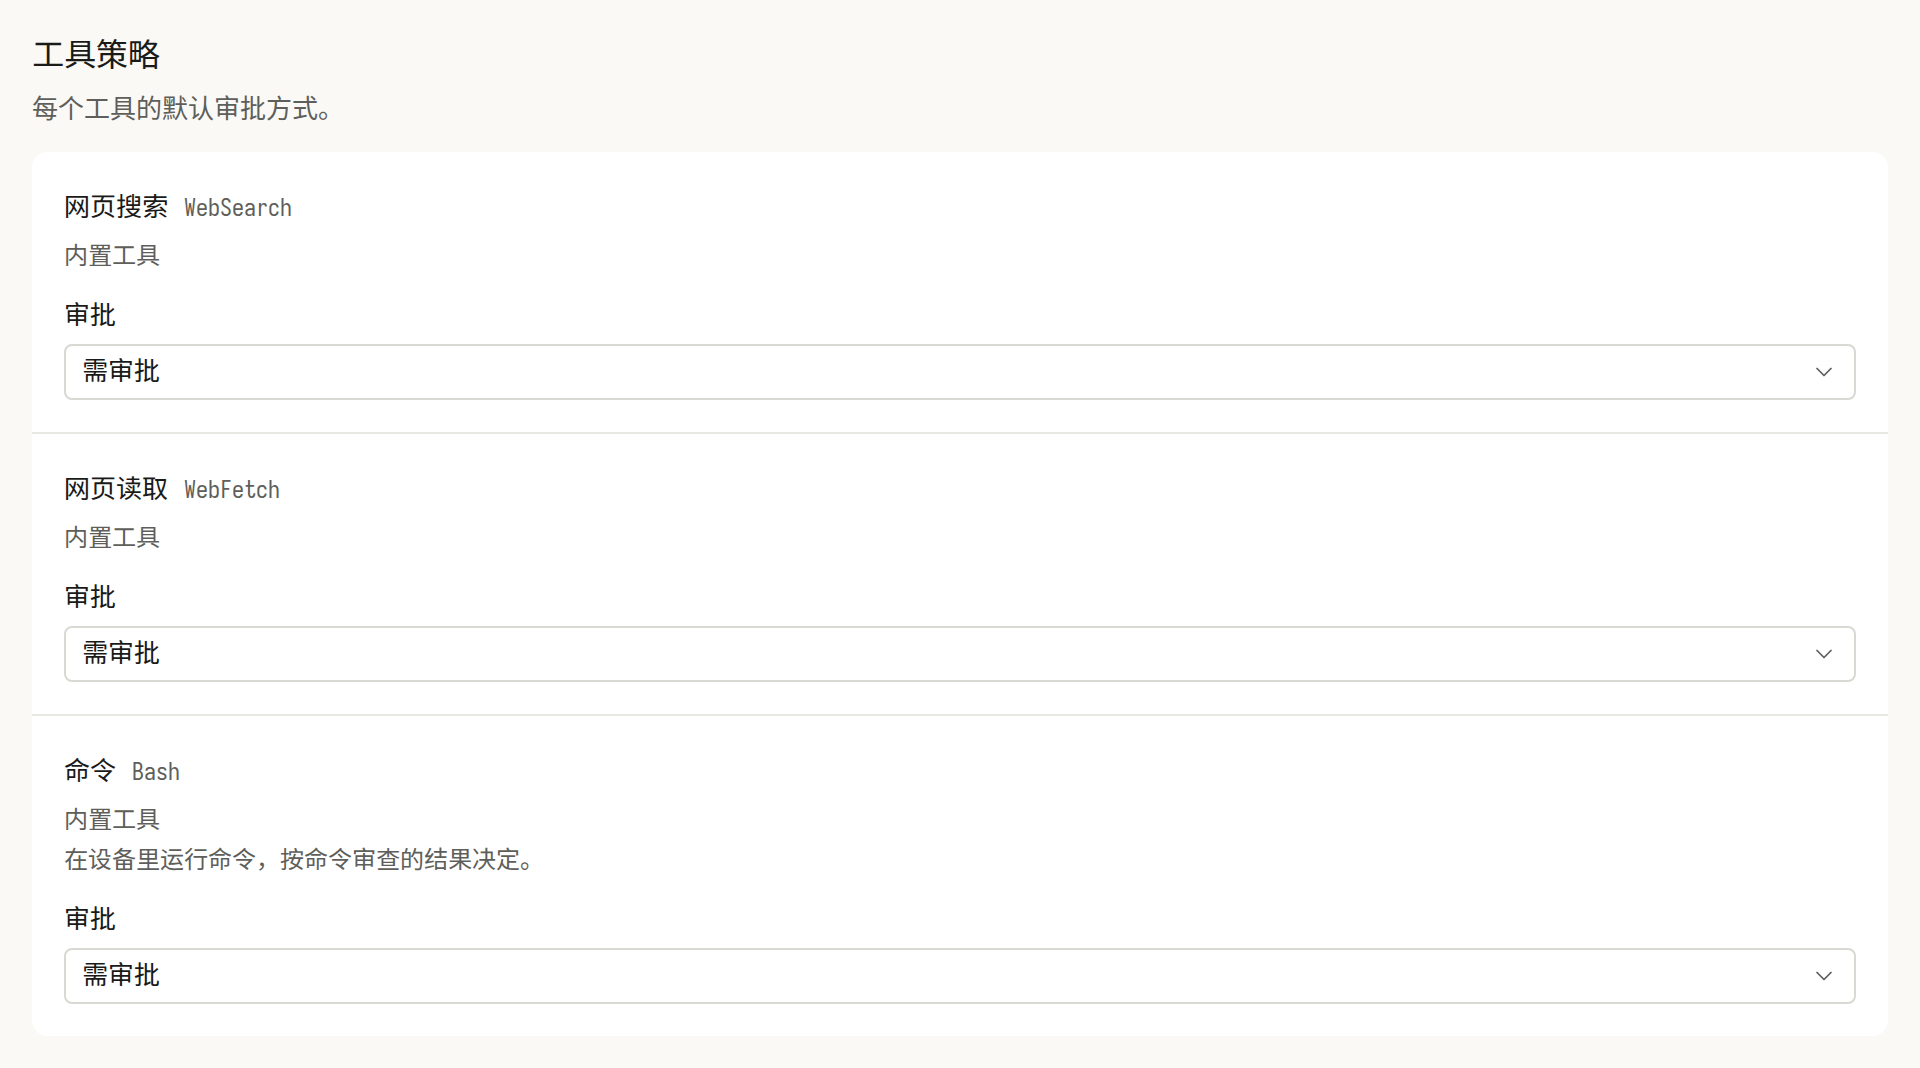 工具策略
每个工具的默认审批方式。
网页搜索 WebSearch
内置工具
审批
需审批
网页读取 WebFetch
内置工具
审批
需审批
命令 Bash
内置工具
在设备里运行命令，按命令审查的结果决定。
审批
需审批